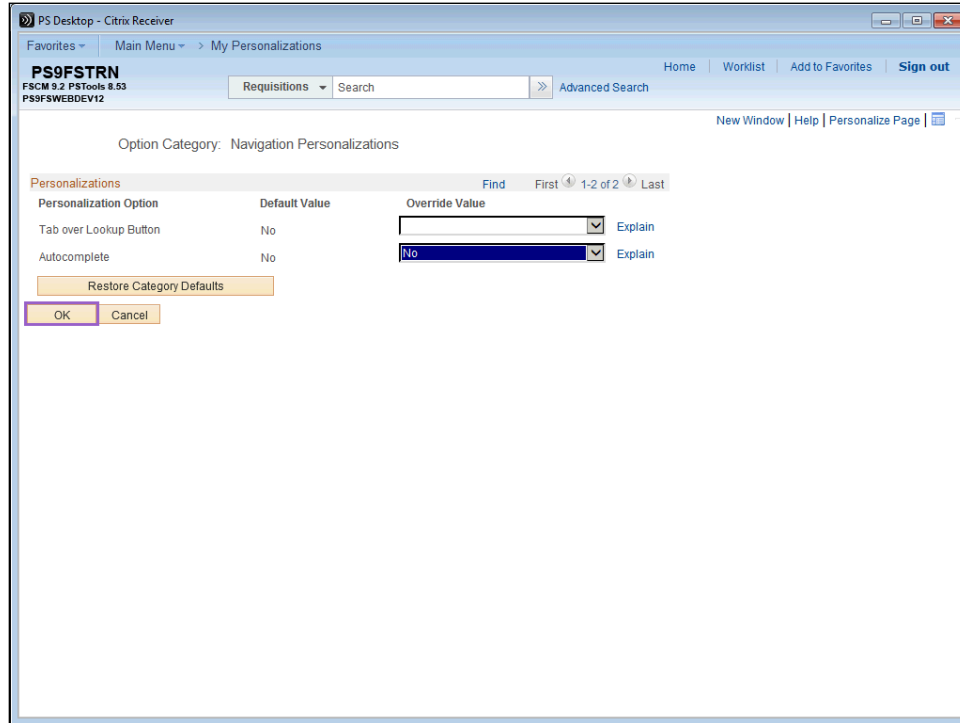 PS Desktop - Citrix Receiver
Favorites Main Menu > My Personalizations
PS9FSTRN
FSCM 9.2 PSTools 8.53
PS9FSWEBDEV12
Home Worklist Add to Favorites Sign out
Requisitions Search » Advanced Search
New Window | Help | Personalize Page |
Option Category: Navigation Personalizations
Personalizations Find First 1-2 of 2 Last
Personalization Option Default Value Override Value
Tab over Lookup Button No Explain
Autocomplete No No Explain
Restore Category Defaults
OK Cancel